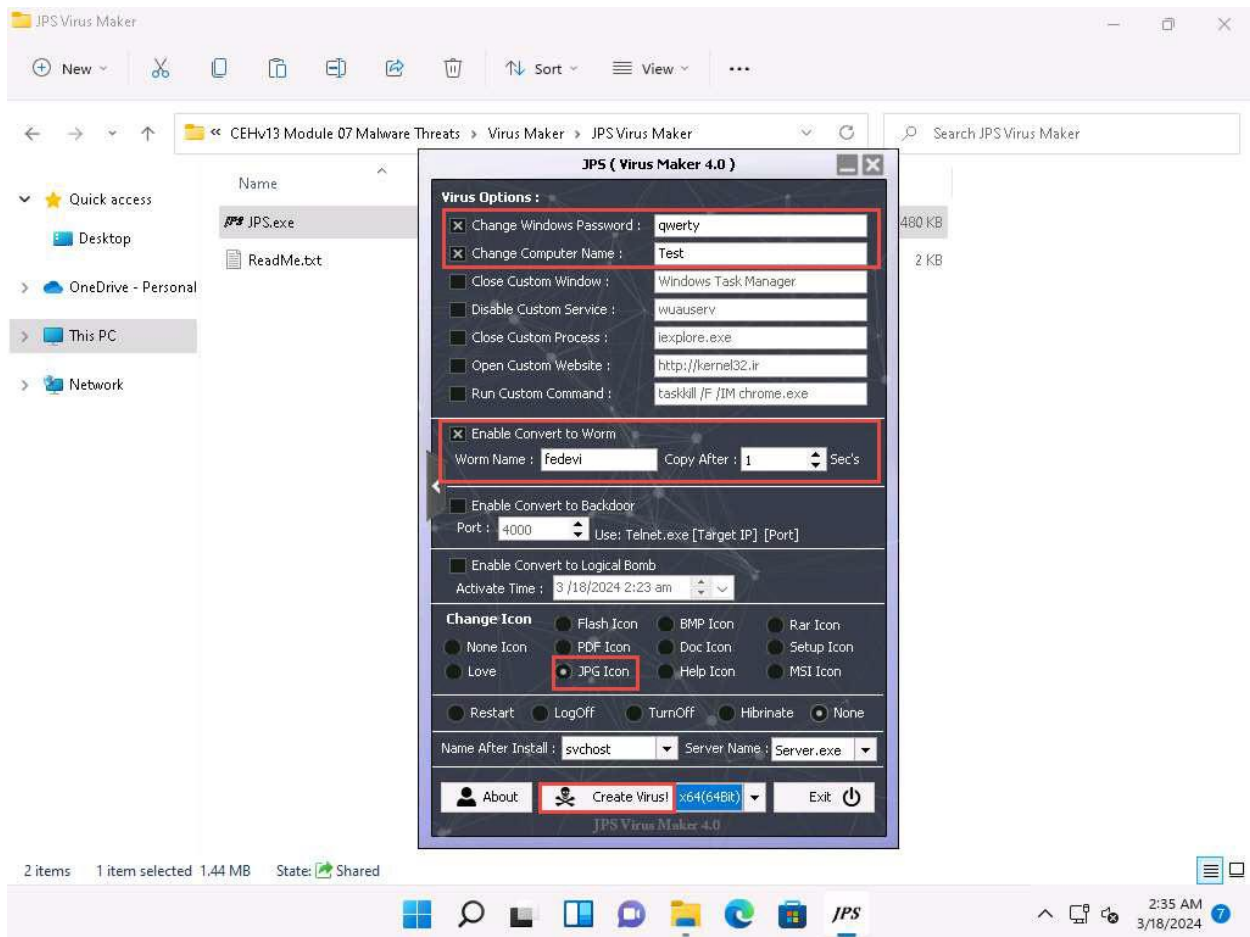 JPS Virus Maker
New
Sort
View
« CEHv13 Module 07 Malware Threats > Virus Maker > JPS Virus Maker
Search JPS Virus Maker
Quick access
Desktop
OneDrive - Personal
This PC
Network
Name
JPS JPS.exe
480 KB
ReadMe.txt
2 KB
JPS ( Virus Maker 4.0 )
Virus Options :
Change Windows Password : qwerty
Change Computer Name : Test
Close Custom Window : Windows Task Manager
Disable Custom Service : wuauserv
Close Custom Process : iexplore.exe
Open Custom Website : http://kernel32.ir
Run Custom Command : taskkill /F /IM chrome.exe
Enable Convert to Worm
Worm Name : fedevi Copy After : 1 Sec's
Enable Convert to Backdoor
Port : 4000 Use: Telnet.exe [Target IP] [Port]
Enable Convert to Logical Bomb
Activate Time : 3 /18/2024 2:23 am
Change Icon Flash Icon BMP Icon Rar Icon
None Icon PDF Icon Doc Icon Setup Icon
Love JPG Icon Help Icon MSI Icon
Restart LogOff TurnOff Hibrinate None
Name After Install : svchost Server Name : Server.exe
About Create Virus! x64(64Bit) Exit
JPS Virus Maker 4.0
2 items 1 item selected 1.44 MB State: Shared
JPS
2:35 AM
3/18/2024
7